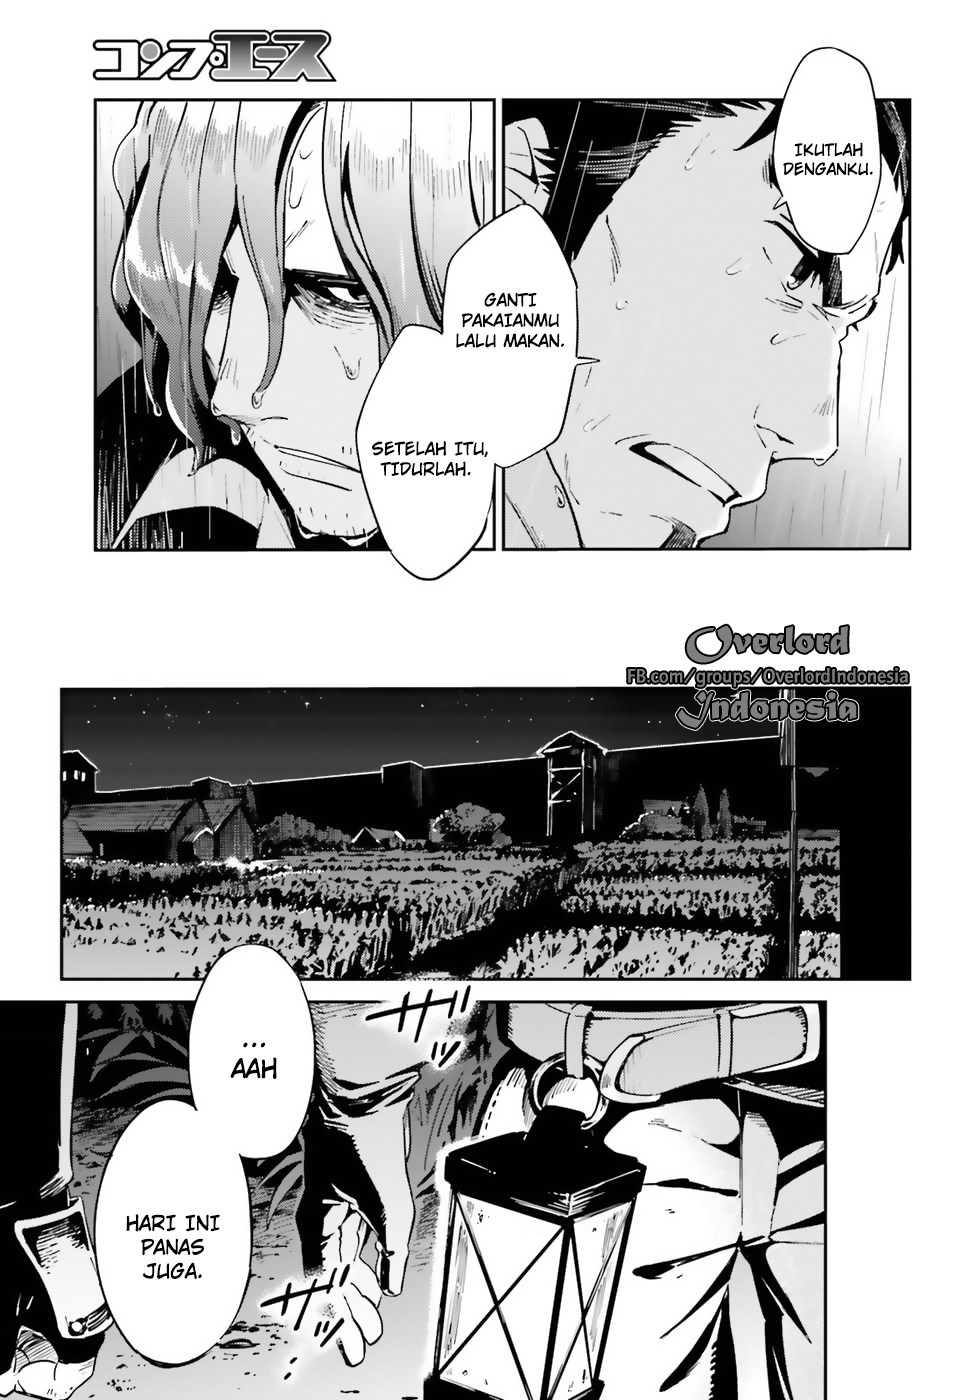 コンプエース
IKUTLAH
DENGANKU.
GANTI
PAKAIANMU
LALU MAKAN.
SETELAH ITU,
TIDURLAH.
Overlord
FB.com/groups/OverlordIndonesia
Indonesia
...
AAH
HARI INI
PANAS
JUGA.